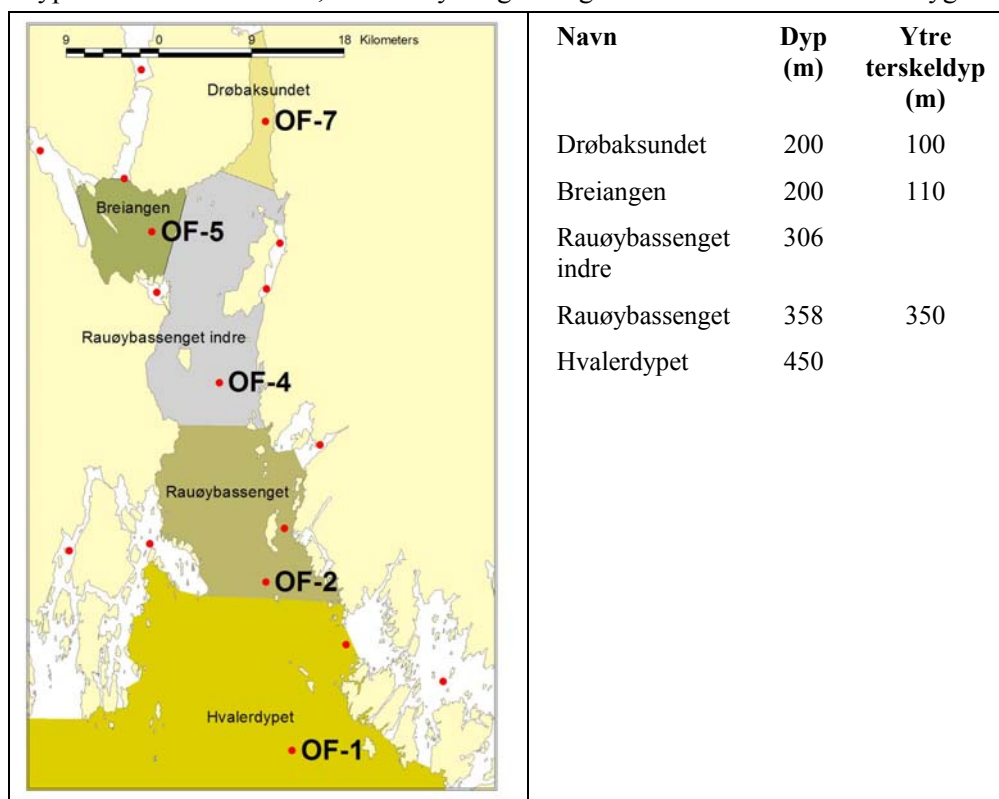 9 0 9 18 Kilometers
Drøbaksundet
OF-7
Breiangen
OF-5
Rauøybassenget indre
OF-4
Rauøybassenget
OF-2
Hvalerdypet
OF-1
Navn Dyp (m) Ytre terskeldyp (m)
Drøbaksundet 200 100
Breiangen 200 110
Rauøybassenget indre 306
Rauøybassenget 358 350
Hvalerdypet 450